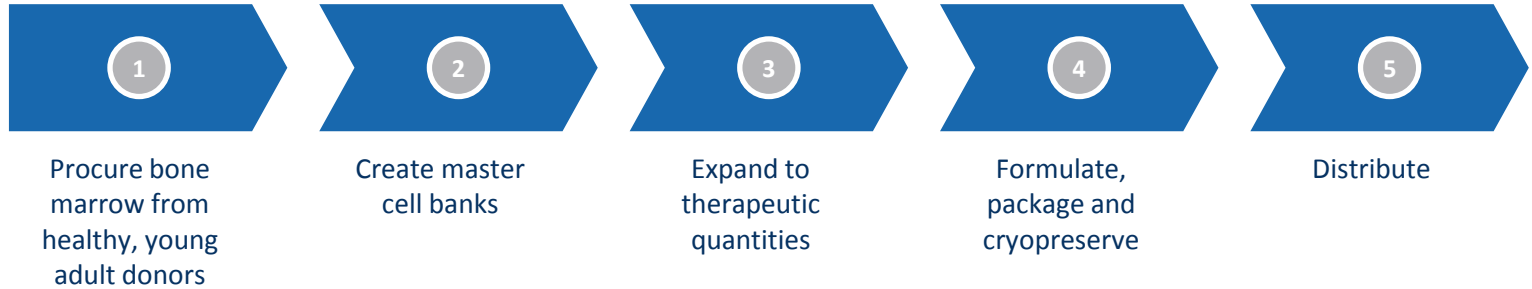 1
2
3
4
5
Procure bone
marrow from
healthy, young
adult donors
Create master
cell banks
Expand to
therapeutic
quantities
Formulate,
package and
cryopreserve
Distribute